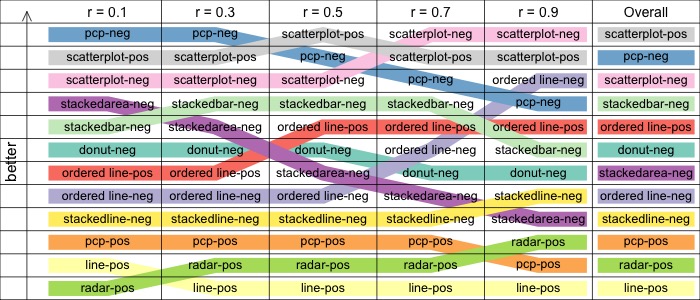 r = 0.1 r = 0.3 r = 0.5 r = 0.7 r = 0.9 Overall
pcp-neg pcp-neg scatterplot-pos scatterplot-neg scatterplot-neg scatterplot-pos
scatterplot-pos scatterplot-pos pcp-neg scatterplot-pos scatterplot-pos pcp-neg
scatterplot-neg scatterplot-neg scatterplot-neg pcp-neg ordered line-neg scatterplot-neg
stackedarea-neg stackedbar-neg stackedbar-neg stackedbar-neg pcp-neg stackedbar-neg
stackedbar-neg stackedarea-neg ordered line-pos ordered line-pos ordered line-pos ordered line-pos
donut-neg donut-neg donut-neg ordered line-neg stackedbar-neg donut-neg
ordered line-pos ordered line-pos stackedarea-neg donut-neg donut-neg stackedarea-neg
ordered line-neg ordered line-neg ordered line-neg stackedarea-neg stackedline-neg ordered line-neg
stackedline-neg stackedline-neg stackedline-neg stackedline-neg stackedarea-neg stackedline-neg
pcp-pos pcp-pos pcp-pos pcp-pos radar-pos pcp-pos
line-pos radar-pos radar-pos radar-pos pcp-pos radar-pos
radar-pos line-pos line-pos line-pos line-pos line-pos
better